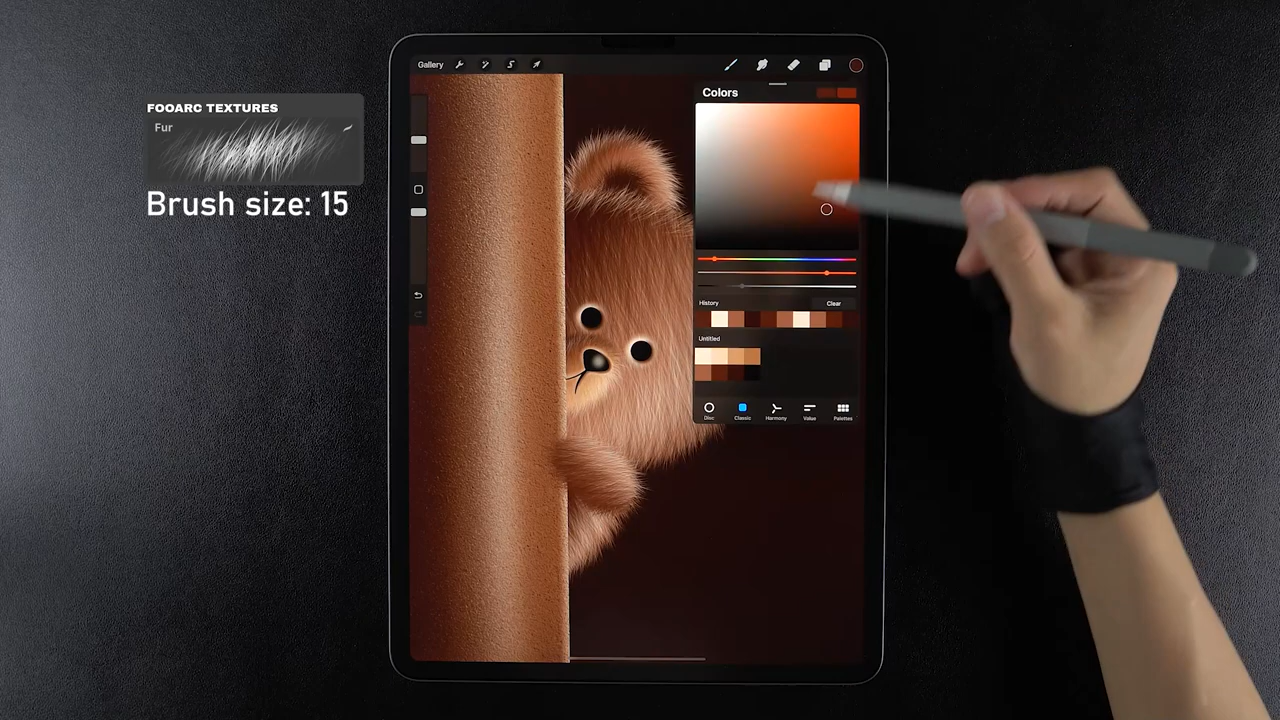 FOOARC TEXTURES
Fur
Brush size: 15
Gallery
Colors
History
Clear
Untitled
Disc
Classic
Harmony
Value
Palettes